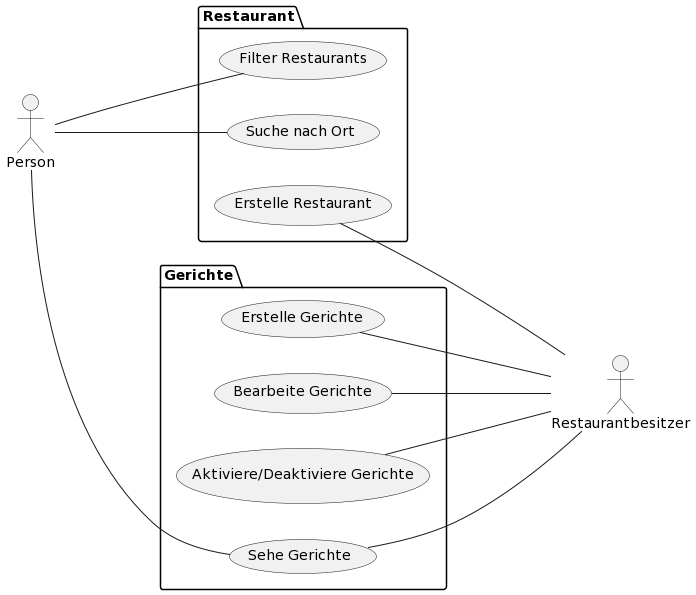 Restaurant
Filter Restaurants
Suche nach Ort
Person
Erstelle Restaurant
Gerichte
Erstelle Gerichte
Bearbeite Gerichte
Restaurantbesitzer
Aktiviere/Deaktiviere Gerichte
Sehe Gerichte